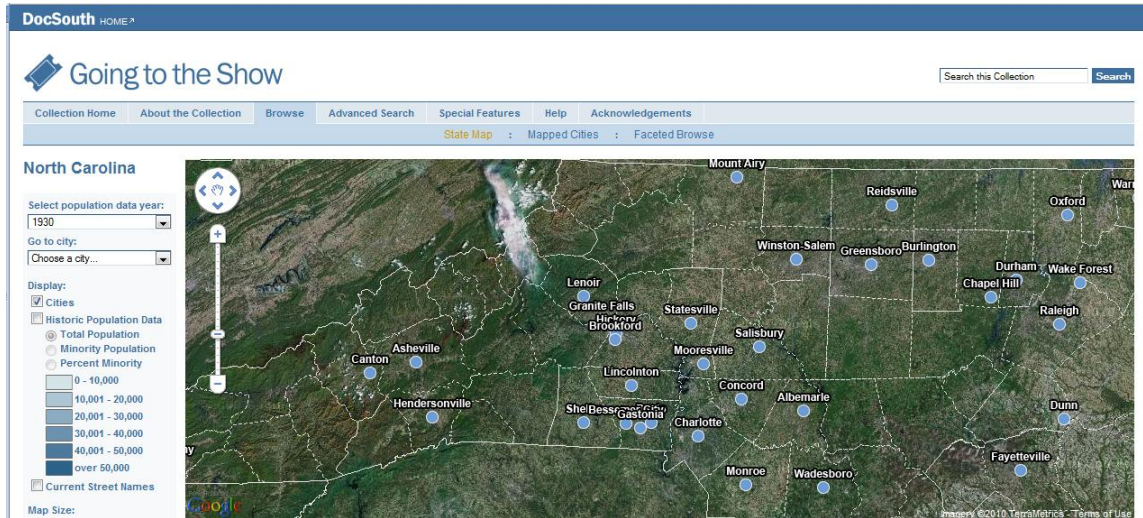 DocSouth HOME
Going to the Show
Search this Collection Search
Collection Home About the Collection Browse Advanced Search Special Features Help Acknowledgements
State Map : Mapped Cities : Faceted Browse
North Carolina
Select population data year:
1930
Go to city:
Choose a city...
Display:
Cities
Historic Population Data
Total Population
Minority Population
Percent Minority
0 - 10,000
10,001 - 20,000
20,001 - 30,000
30,001 - 40,000
40,001 - 50,000
over 50,000
Current Street Names
Map Size:
Mount Airy
Reidsville
Oxford
Winston-Salem
Greensboro
Burlington
Durham
Wake Forest
Chapel Hill
Raleigh
Lenoir
Granite Falls
Hickory
Brookford
Statesville
Salisbury
Mooresville
Asheville
Canton
Lincolnton
Concord
Albemarle
Hendersonville
Gastonia
Charlotte
Dunn
Fayetteville
Monroe
Wadesboro
Google
Imagery ©2010 TerraMetrics - Terms of Use